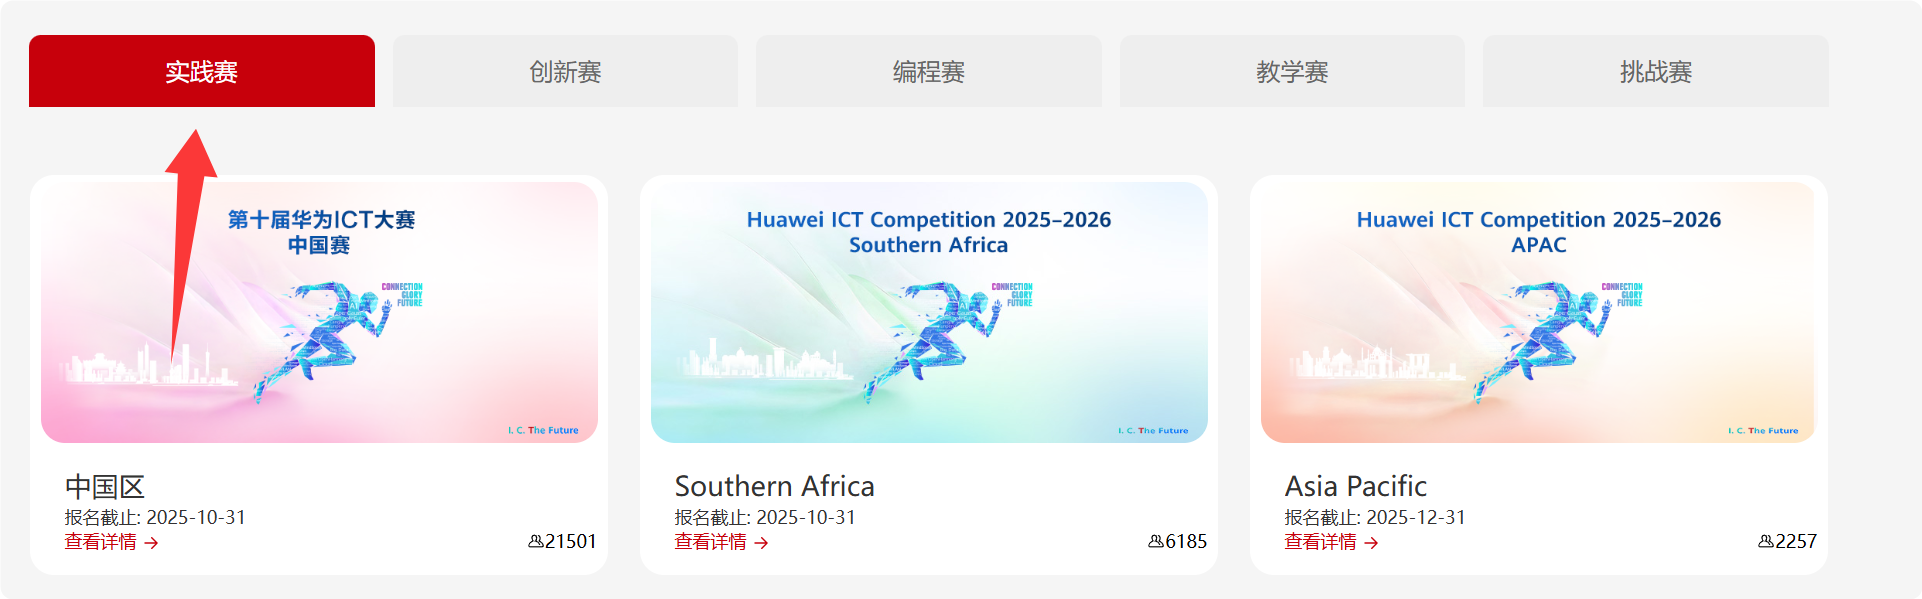 实践赛
创新赛
编程赛
教学赛
挑战赛
第十届华为ICT大赛
中国赛
CONNECTION
GLORY
FUTURE
I. C. The Future
中国区
报名截止: 2025-10-31
查看详情 →
21501
Huawei ICT Competition 2025-2026
Southern Africa
CONNECTION
GLORY
FUTURE
I. C. The Future
Southern Africa
报名截止: 2025-10-31
查看详情 →
6185
Huawei ICT Competition 2025-2026
APAC
CONNECTION
GLORY
FUTURE
I. C. The Future
Asia Pacific
报名截止: 2025-12-31
查看详情 →
2257